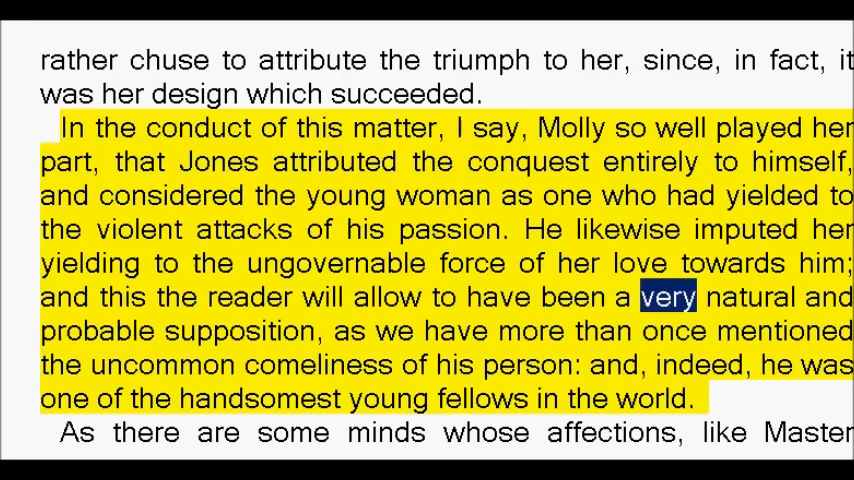 rather chuse to attribute the triumph to her, since, in fact, it
was her design which succeeded.
In the conduct of this matter, I say, Molly so well played her
part, that Jones attributed the conquest entirely to himself,
and considered the young woman as one who had yielded to
the violent attacks of his passion. He likewise imputed her
yielding to the ungovernable force of her love towards him;
and this the reader will allow to have been a very natural and
probable supposition, as we have more than once mentioned
the uncommon comeliness of his person: and, indeed, he was
one of the handsomest young fellows in the world.
As there are some minds whose affections, like Master